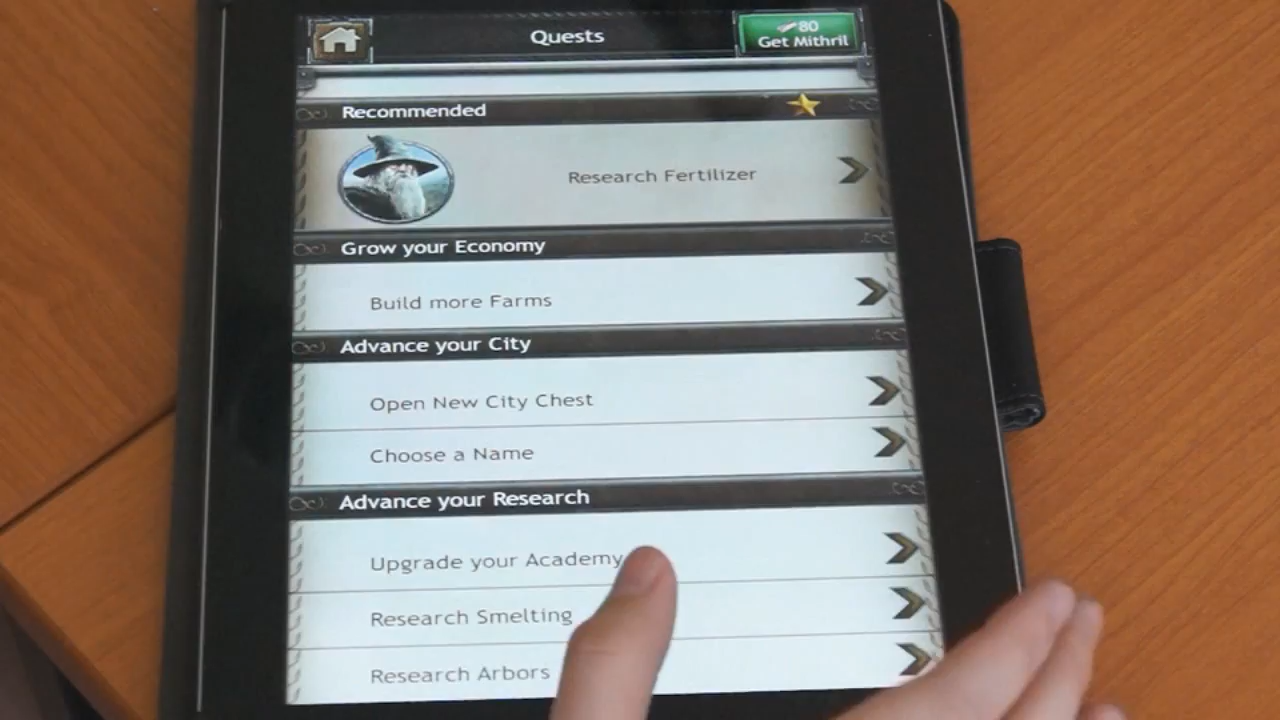 Quests
80
Get Mithril
Recommended
Research Fertilizer
Grow your Economy
Build more Farms
Advance your City
Open New City Chest
Choose a Name
Advance your Research
Upgrade your Academy
Research Smelting
Research Arbors